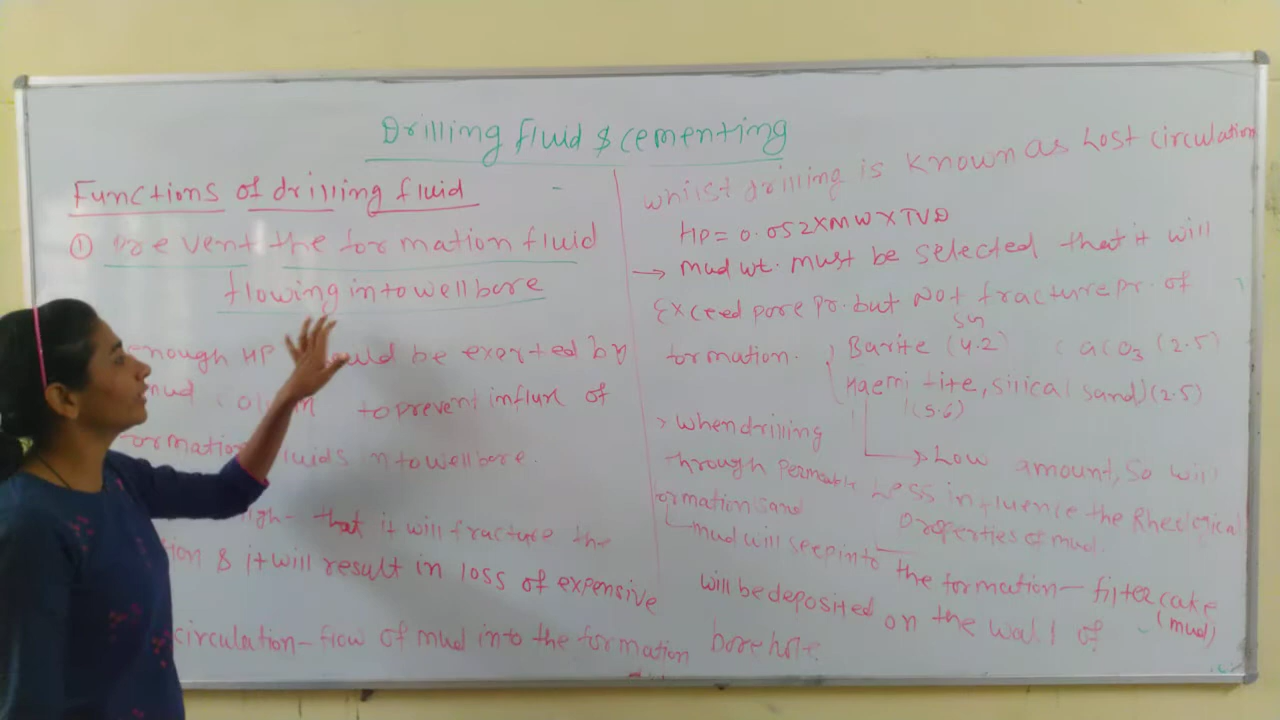 Drilling fluid & cementing
Functions of drilling fluid
① Prevent the formation fluid
flowing into wellbore
enough HP should be exerted by
mud column to prevent influx of
formation fluids into wellbore.
high - that it will fracture the
tion & it will result in loss of expensive
circulation - flow of mud into the formation
whilst drilling is known as Lost circulation
HP = 0.052 X MW X TVD
→ mud wt. must be selected that it will
Exceed pore pr. but NOt fracture pr. of
formation.
Barite (4.2) CaCO3 (2.5)
Haemitite, silical sand) (2.5)
(5.6)
→ Low amount, so will
Less influence the Rheological
properties of mud.
> when drilling
through permeable
formation sand
mud will seep into the formation - filter cake
(mud)
will be deposited on the wall of
borehole.